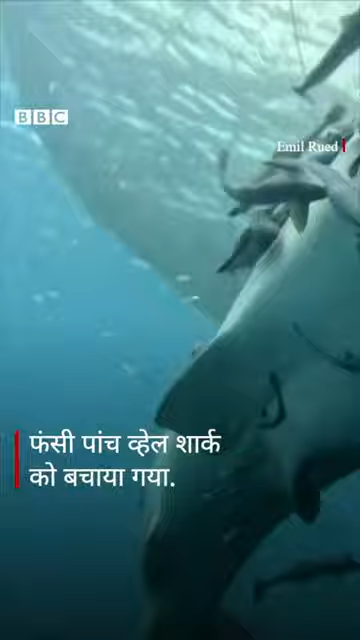 BBC
Emil Rued
फंसी पांच व्हेल शार्क
को बचाया गया.